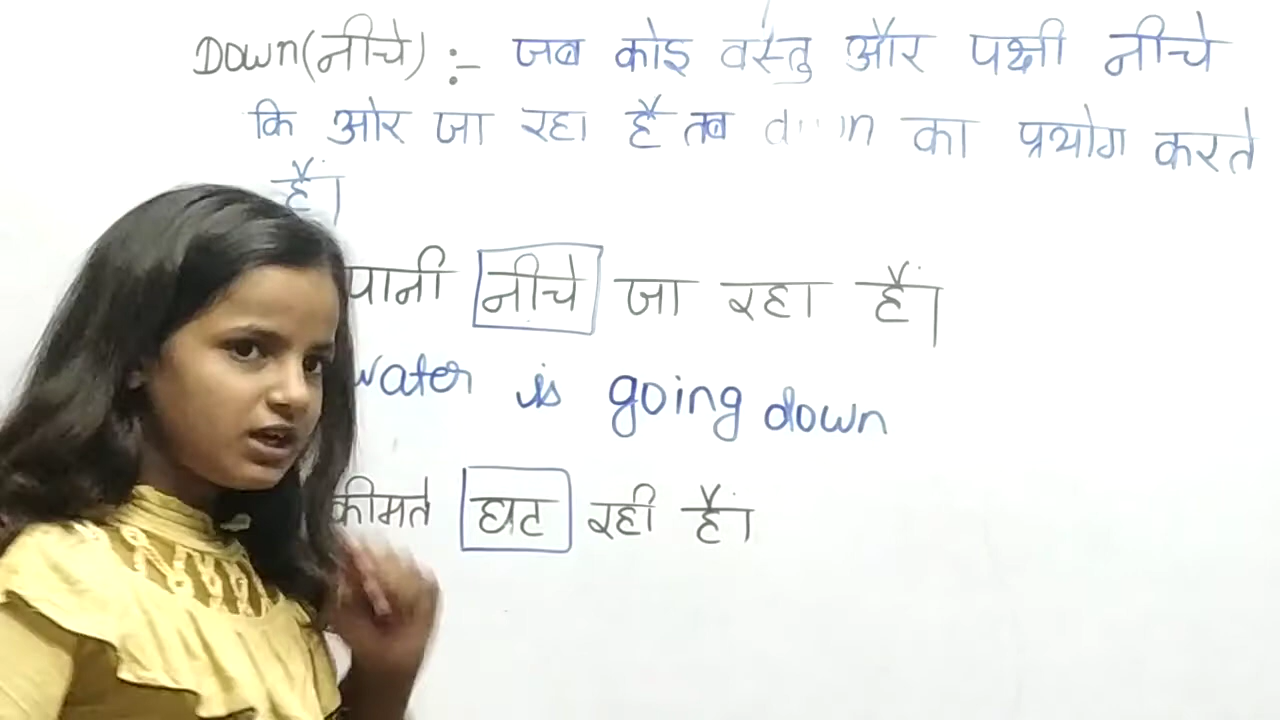 Down(नीचे) :- जब कोइ वस्तु और पक्षी नीचे
कि ओर जा रहा है तब का प्रयोग करते
हैं।
पानी नीचे जा रहा हैं।
water is going down
कीमते घट रही हैं।